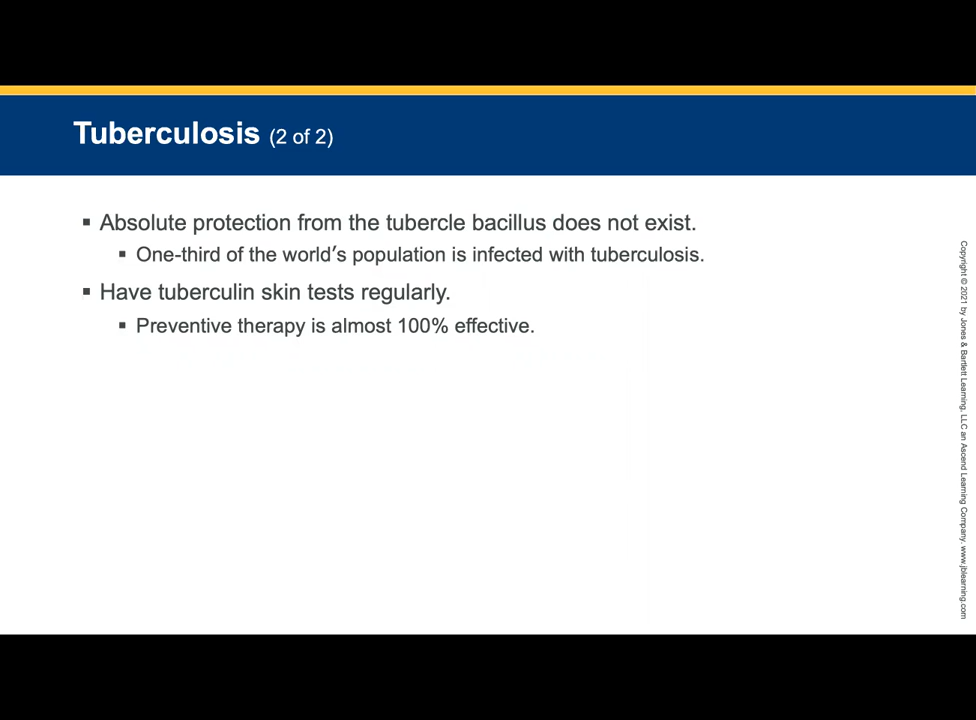 Tuberculosis (2 of 2)
▪ Absolute protection from the tubercle bacillus does not exist.
▪ One-third of the world's population is infected with tuberculosis.
▪ Have tuberculin skin tests regularly.
▪ Preventive therapy is almost 100% effective.
Copyright © 2021 by Jones & Bartlett Learning, LLC an Ascend Learning Company. www.jblearning.com